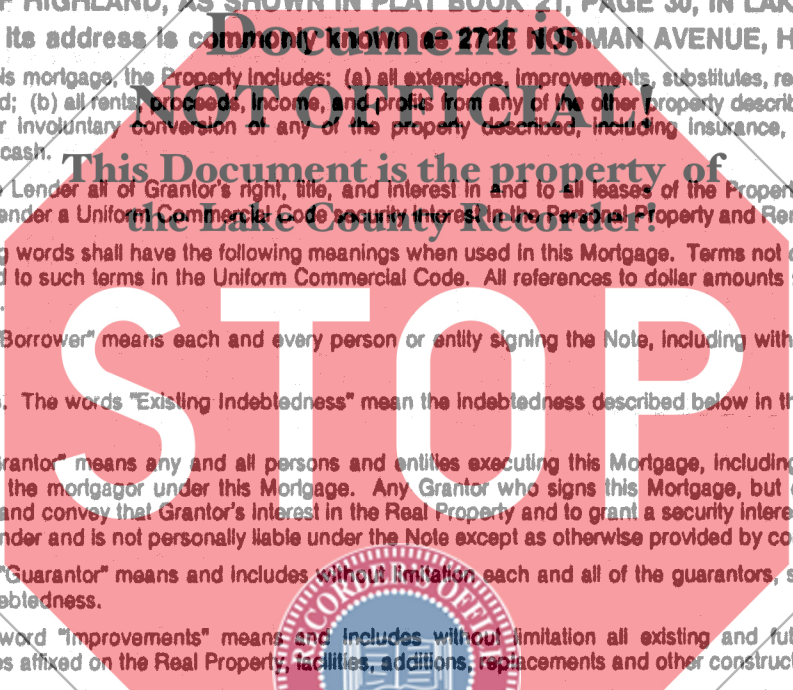 F HIGHLAND, AS SHOWN IN PLAT BOOK 21, PAGE 30, IN LAK
Document is
its address is commonly known as 2728 NORMAN AVENUE, H
is mortgage, the Property includes: (a) all extensions, improvements, substitutes, re
d; (b) all rents, proceeds, income, and profits from any of the other property describ
NOT OFFICIAL!
r involuntary conversion of any of the property described, including insurance,
cash.
This Document is the property of
Lender all of Grantor's right, title, and interest in and to all leases of the Propert
ender a Uniform Commercial Code security interest in the Personal Property and Ren
the Lake County Recorder!
g words shall have the following meanings when used in this Mortgage. Terms not
d to such terms in the Uniform Commercial Code. All references to dollar amounts
.
"Borrower" means each and every person or entity signing the Note, including with
STOP
. The words "Existing Indebtedness" mean the indebtedness described below in th
Grantor" means any and all persons and entities executing this Mortgage, including
the mortgagor under this Mortgage. Any Grantor who signs this Mortgage, but
and convey that Grantor's interest in the Real Property and to grant a security intere
nder and is not personally liable under the Note except as otherwise provided by co
"Guarantor" means and includes without limitation each and all of the guarantors, s
ebtedness.
RECORDER'S OFFICE
word "Improvements" means and includes without limitation all existing and fut
es affixed on the Real Property, facilities, additions, replacements and other construct